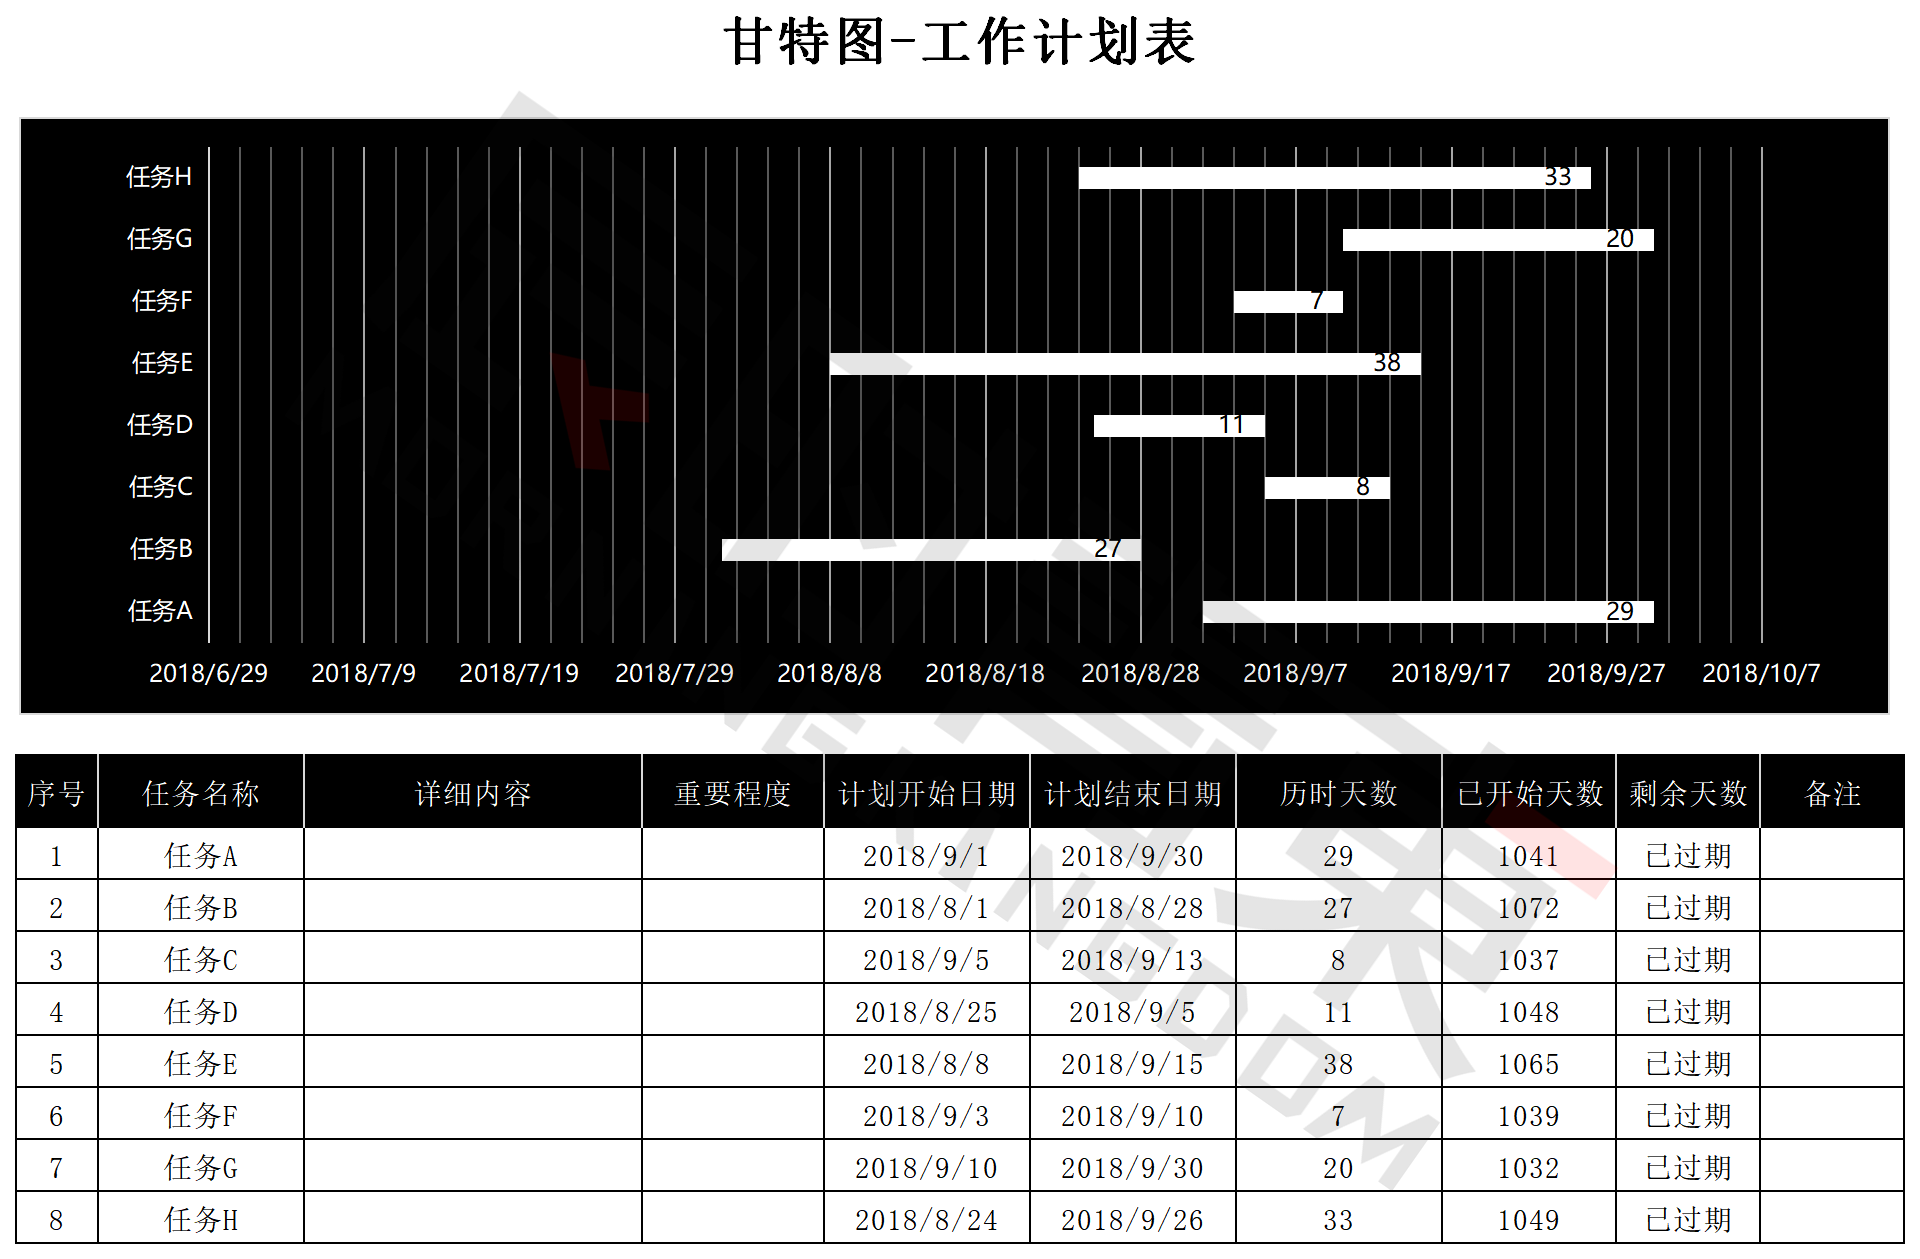 甘特图-工作计划表
任务H 33
任务G 20
任务F 7
任务E 38
任务D 11
任务C 8
任务B 27
任务A 29
2018/6/29 2018/7/9 2018/7/19 2018/7/29 2018/8/8 2018/8/18 2018/8/28 2018/9/7 2018/9/17 2018/9/27 2018/10/7
序号 任务名称 详细内容 重要程度 计划开始日期 计划结束日期 历时天数 已开始天数 剩余天数 备注
1 任务A 2018/9/1 2018/9/30 29 1041 已过期
2 任务B 2018/8/1 2018/8/28 27 1072 已过期
3 任务C 2018/9/5 2018/9/13 8 1037 已过期
4 任务D 2018/8/25 2018/9/5 11 1048 已过期
5 任务E 2018/8/8 2018/9/15 38 1065 已过期
6 任务F 2018/9/3 2018/9/10 7 1039 已过期
7 任务G 2018/9/10 2018/9/30 20 1032 已过期
8 任务H 2018/8/24 2018/9/26 33 1049 已过期